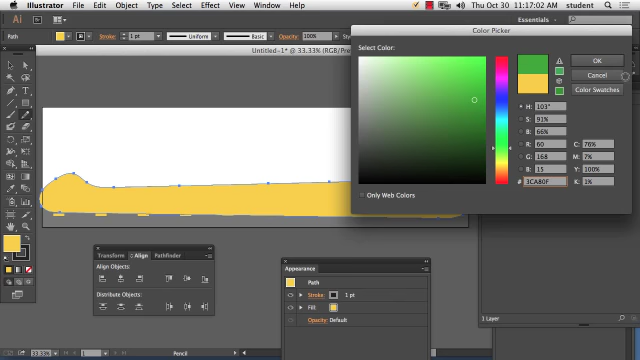 Illustrator File Edit Object Type Select Effect View Window Thu Oct 30 11:17:02 AM student
Ai Essentials
Path Stroke: 1 pt Uniform Basic Opacity: 100%
Untitled-1* @ 33.33% (RGB/Pre
Color Picker
Select Color:
OK
Cancel
Color Swatches
H: 103°
S: 91%
B: 66%
R: 60 C: 76%
G: 168 M: 7%
B: 15 Y: 100%
# 3CA80F K: 1%
Only Web Colors
Transform Align Pathfinder
Align Objects:
Distribute Objects:
Appearance
Path
Stroke: 1 pt
Fill:
Opacity: Default
1 Layer
33.33% 1 Pencil